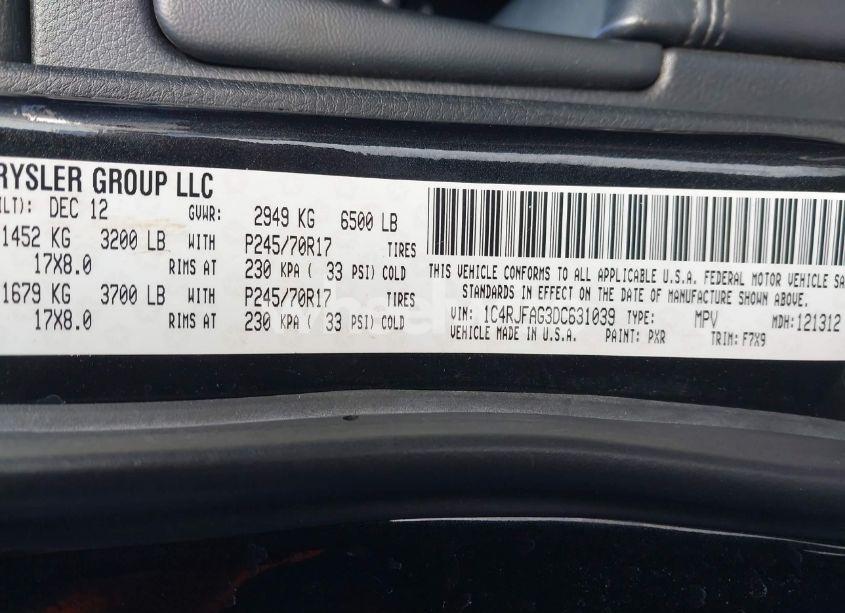 RYSLER GROUP LLC
ILT): DEC 12 GVWR: 2949 KG 6500 LB
1452 KG 3200 LB WITH P245/70R17 TIRES
17X8.0 RIMS AT 230 KPA ( 33 PSI) COLD
1679 KG 3700 LB WITH P245/70R17 TIRES
17X8.0 RIMS AT 230 KPA ( 33 PSI) COLD
THIS VEHICLE CONFORMS TO ALL APPLICABLE U.S.A. FEDERAL MOTOR VEHICLE SA
STANDARDS IN EFFECT ON THE DATE OF MANUFACTURE SHOWN ABOVE.
VIN: 1C4RJFAG3DC631039 TYPE: MPV MDH: 121312
VEHICLE MADE IN U.S.A. PAINT: PXR TRIM: F7X9